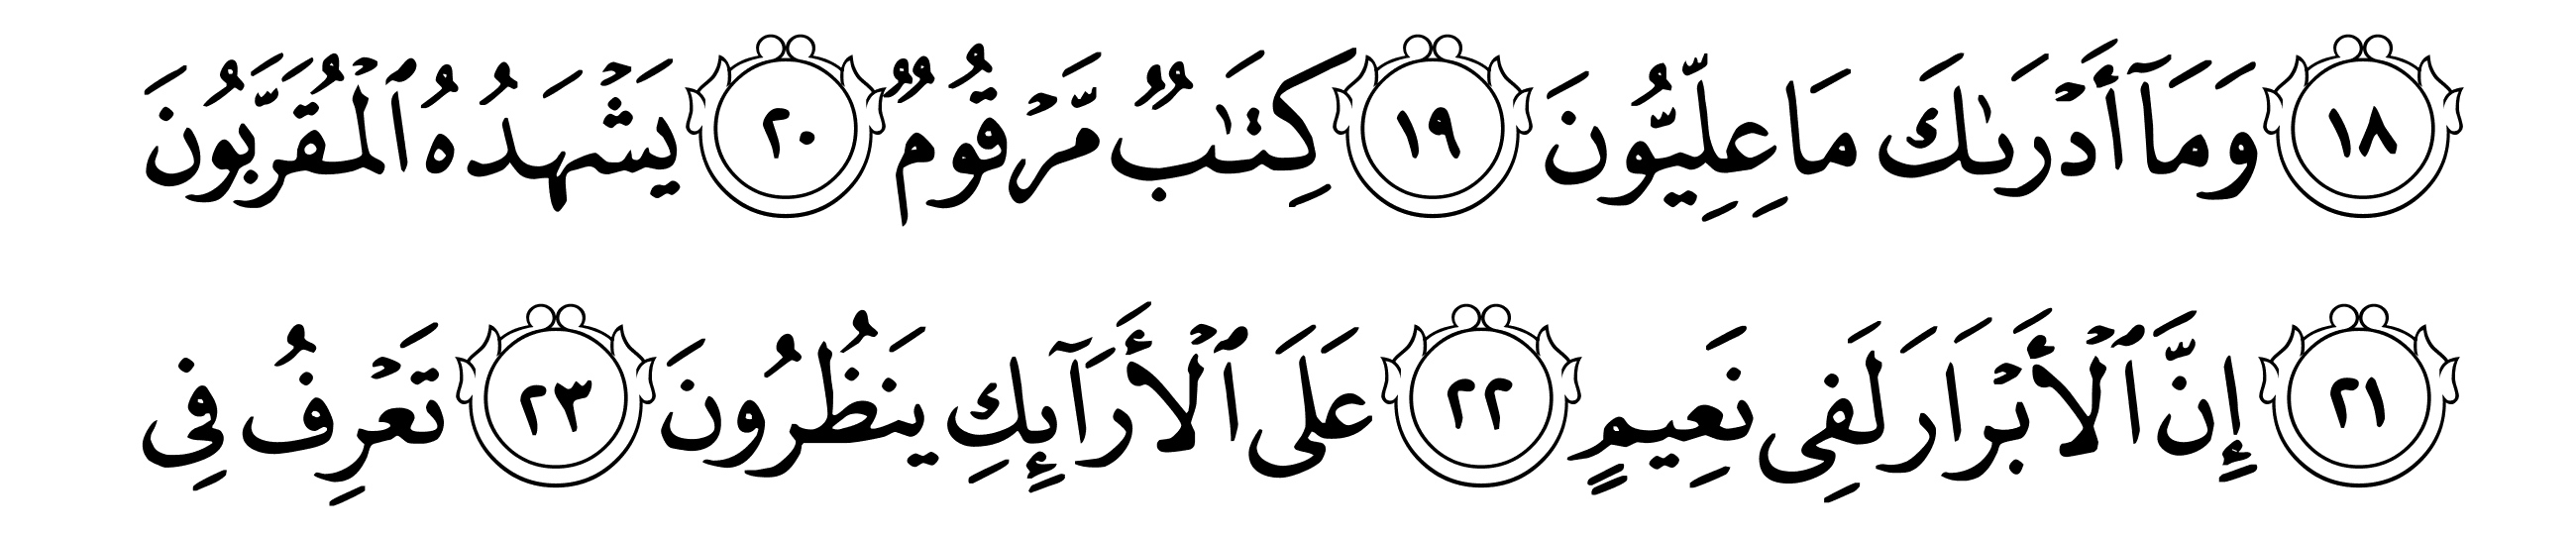 ١٨ وَمَآ أَدْرَىٰكَ مَا عِلِّيُّونَ ١٩ كِتَـٰبٌ مَّرْقُومٌ ٢٠ يَشْهَدُهُ ٱلْمُقَرَّبُونَ
٢١ إِنَّ ٱلْأَبْرَارَ لَفِى نَعِيمٍ ٢٢ عَلَى ٱلْأَرَآئِكِ يَنظُرُونَ ٢٣ تَعْرِفُ فِى